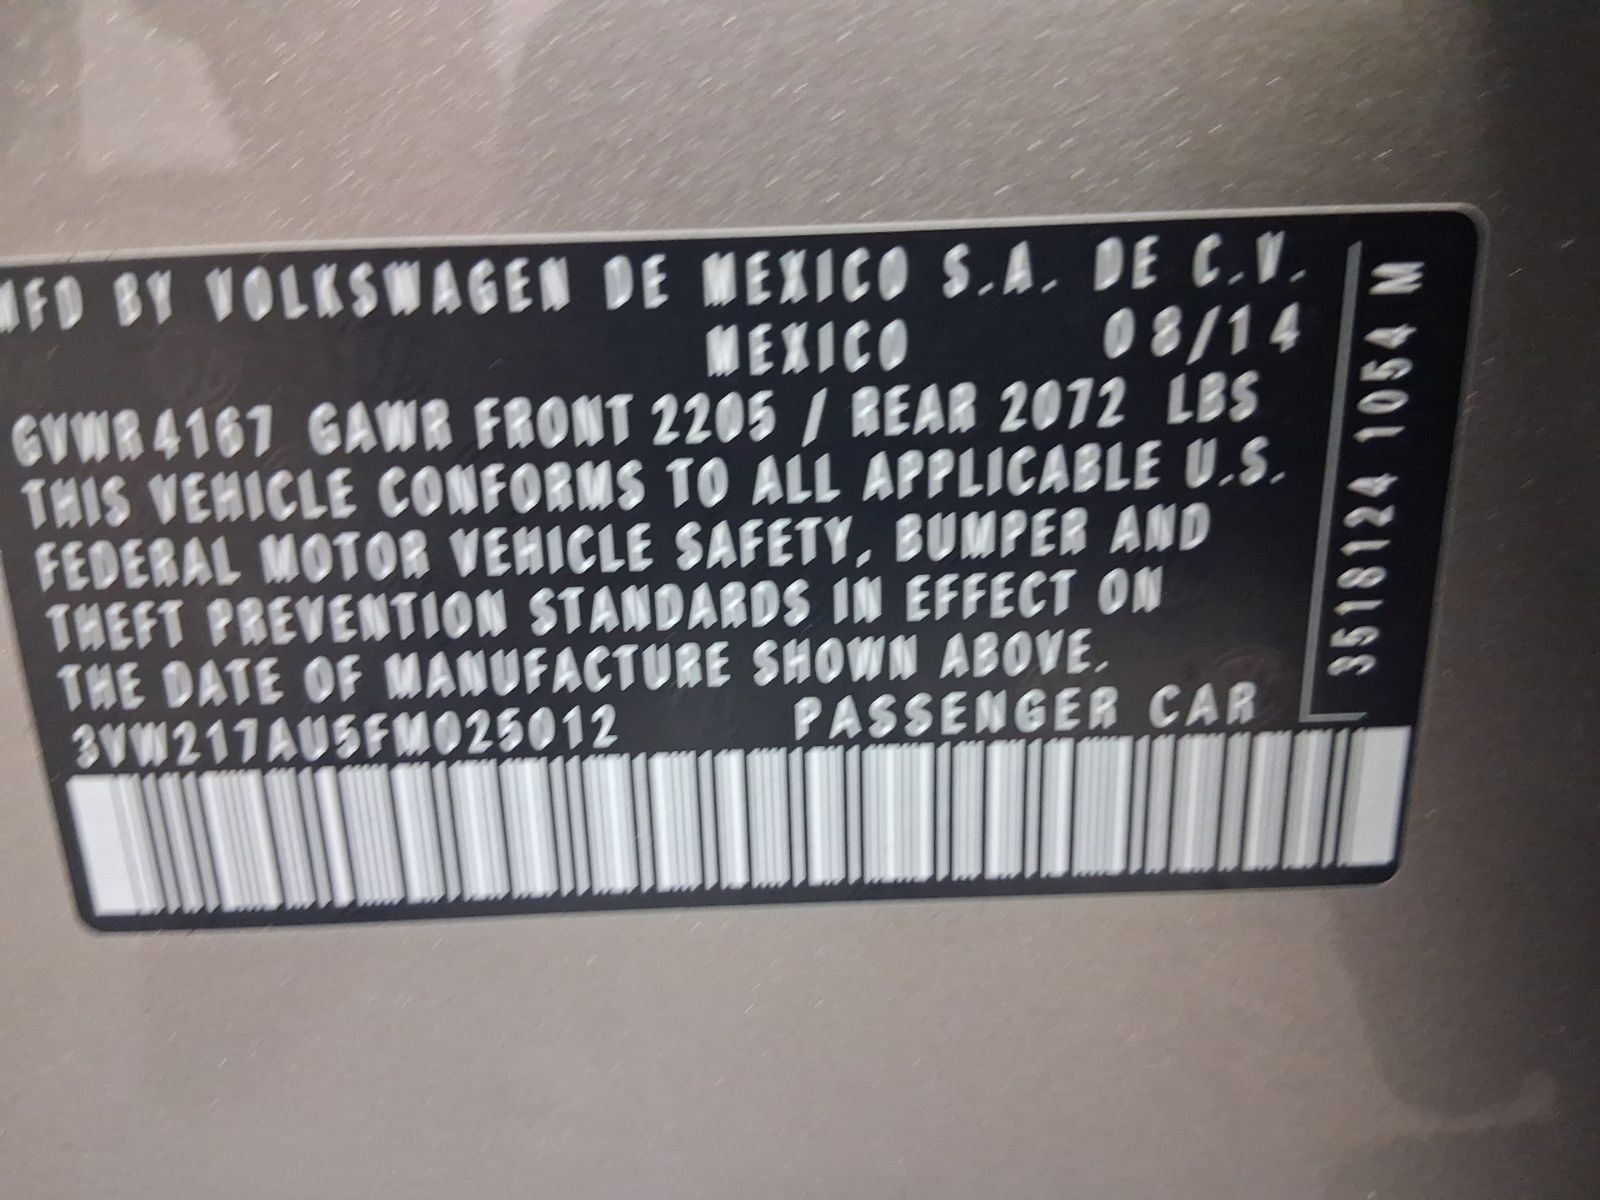 MFD BY VOLKSWAGEN DE MEXICO S.A. DE C.V.
MEXICO 08/14
GVWR 4167 GAWR FRONT 2205 / REAR 2072 LBS
THIS VEHICLE CONFORMS TO ALL APPLICABLE U.S.
FEDERAL MOTOR VEHICLE SAFETY, BUMPER AND
THEFT PREVENTION STANDARDS IN EFFECT ON
THE DATE OF MANUFACTURE SHOWN ABOVE.
3VW217AU5FM025012 PASSENGER CAR
3518124 1054 M